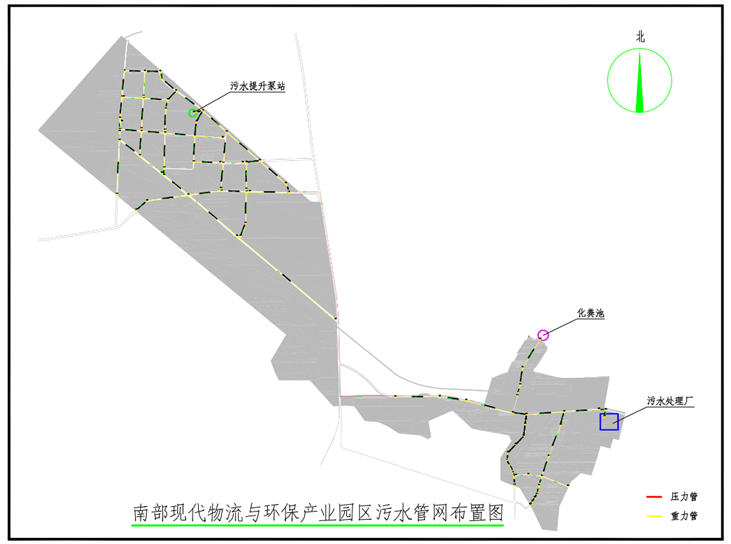 北
污水提升泵站
化粪池
污水处理厂
压力管
重力管
南部现代物流与环保产业园区污水管网布置图